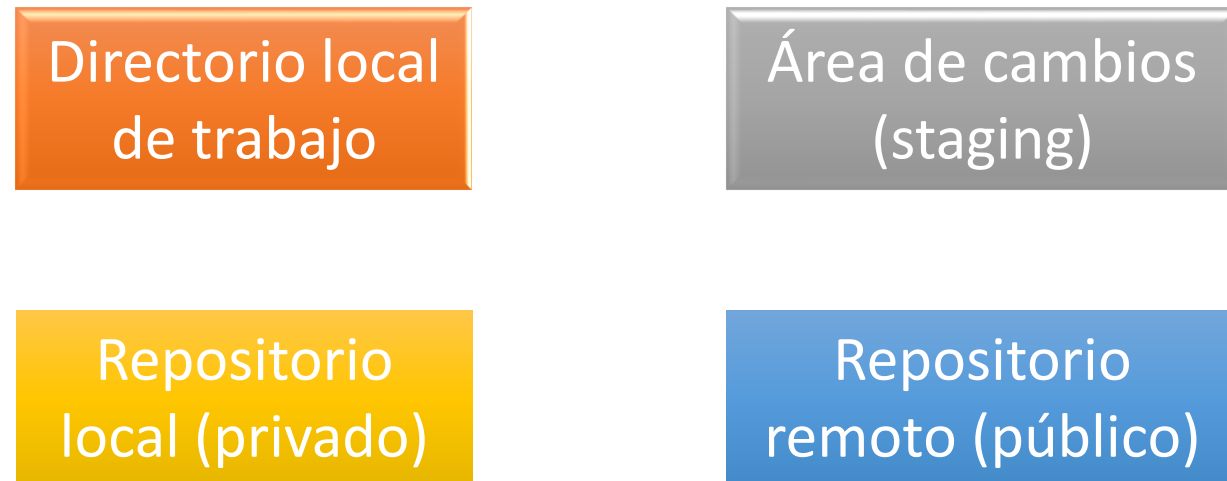 Directorio local
de trabajo
Área de cambios
(staging)
Repositorio
local (privado)
Repositorio
remoto (público)